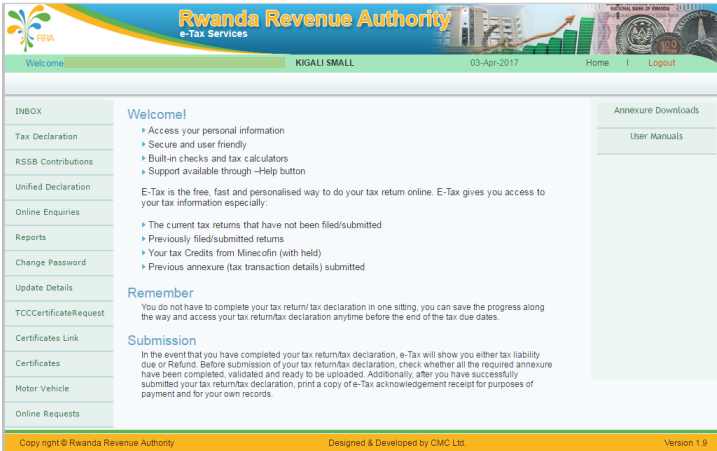 Rwanda Revenue Authority
e-Tax Services
RRA
NATIONAL BANK OF RWANDA
100
Welcome KIGALI SMALL 03-Apr-2017 Home | Logout
INBOX
Tax Declaration
RSSB Contributions
Unified Declaration
Online Enquiries
Reports
Change Password
Update Details
TCCCertificateRequest
Certificates Link
Certificates
Motor Vehicle
Online Requests
Welcome!
Access your personal information
Secure and user friendly
Built-in checks and tax calculators
Support available through –Help button
E-Tax is the free, fast and personalised way to do your tax return online. E-Tax gives you access to
your tax information especially:
The current tax returns that have not been filed/submitted
Previously filed/submitted returns
Your tax Credits from Minecofin (with held)
Previous annexure (tax transaction details) submitted
Remember
You do not have to complete your tax return/ tax declaration in one sitting, you can save the progress along
the way and access your tax return/tax declaration anytime before the end of the tax due dates.
Submission
In the event that you have completed your tax return/tax declaration, e-Tax will show you either tax liability
due or Refund. Before submission of your tax return/tax declaration, check whether all the required annexure
have been completed, validated and ready to be uploaded. Additionally, after you have successfully
submitted your tax return/tax declaration, print a copy of e-Tax acknowledgement receipt for purposes of
payment and for your own records.
Annexure Downloads
User Manuals
Copy right © Rwanda Revenue Authority Designed & Developed by CMC Ltd. Version 1.9